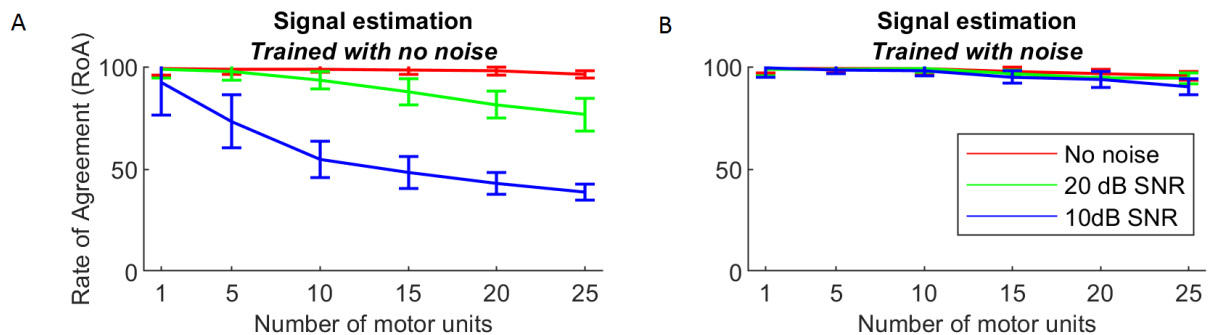 A
Signal estimation
Trained with no noise
Rate of Agreement (RoA)
100
50
0
1 5 10 15 20 25
Number of motor units
B
Signal estimation
Trained with noise
100
50
0
No noise
20 dB SNR
10dB SNR
1 5 10 15 20 25
Number of motor units